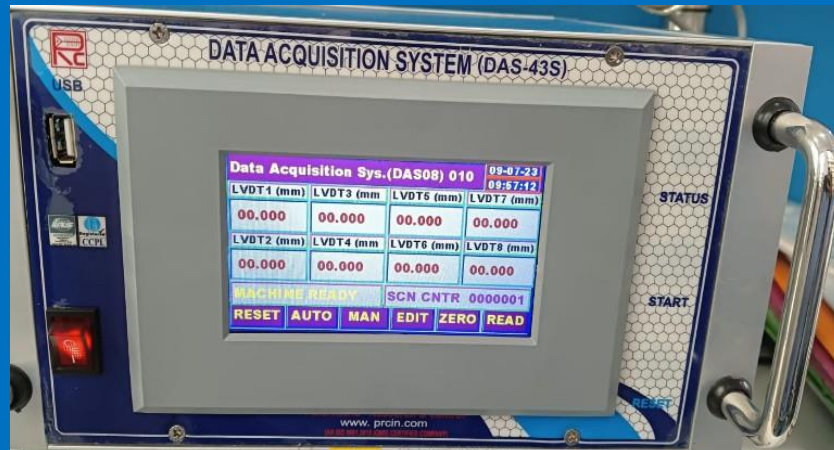 DATA ACQUISITION SYSTEM (DAS-43S)
PRC
USB
Data Acquisition Sys.(DAS08) 010
09-07-23
09:57:12
LVDT1 (mm) LVDT3 (mm LVDT5 (mm) LVDT7 (mm)
00.000 00.000 00.000 00.000
LVDT2 (mm) LVDT4 (mm LVDT6 (mm) LVDT8 (mm)
00.000 00.000 00.000 00.000
MACHINE READY SCN CNTR 0000001
RESET AUTO MAN EDIT ZERO READ
STATUS
START
RESET
CCPL
www. prcin.com